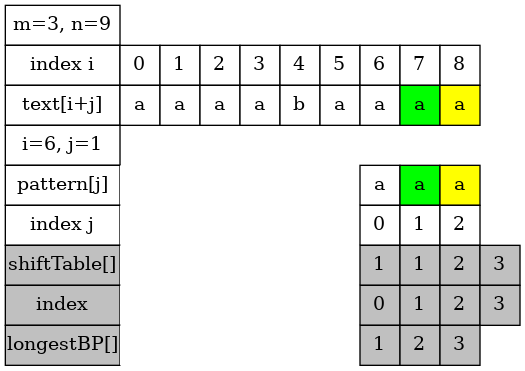 m=3, n=9
index i 0 1 2 3 4 5 6 7 8
text[i+j] a a a a b a a a a
i=6, j=1
pattern[j] a a a
index j 0 1 2
shiftTable[] 1 1 2 3
index 0 1 2 3
longestBP[] 1 2 3